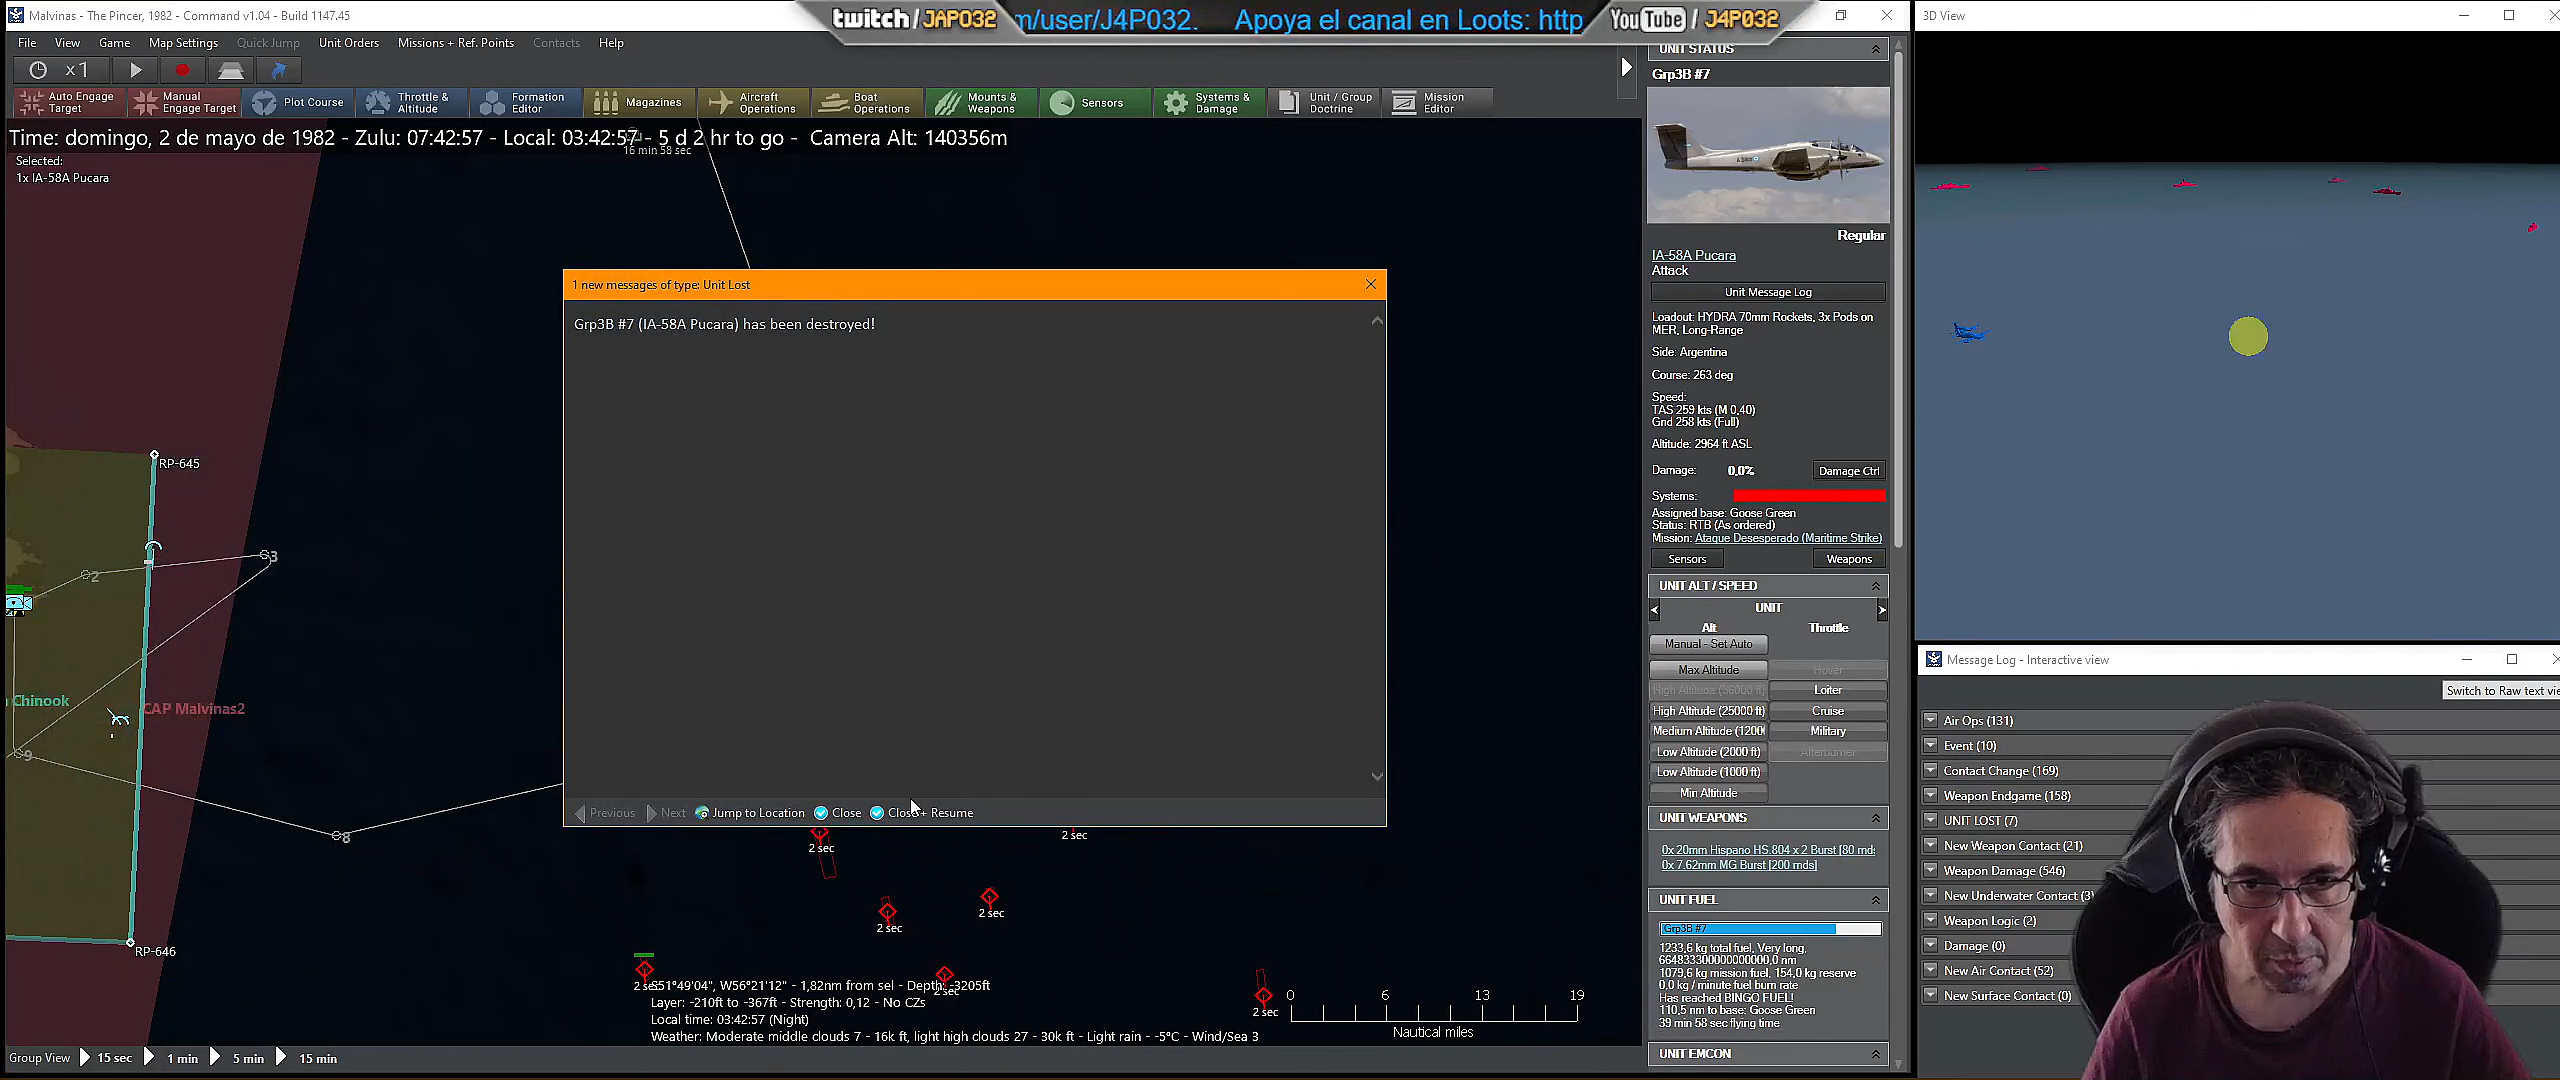 Malvinas - The Pincer, 1982 - Command v1.04 - Build 1147.45
twitch / JAPO32
m/user/J4P032. Apoya el canal en Loots: http
YouTube / J4P032
File View Game Map Settings Quick Jump Unit Orders Missions + Ref. Points Contacts Help
x1
Auto Engage Target
Manual Engage Target
Plot Course
Throttle & Altitude
Formation Editor
Magazines
Aircraft Operations
Boat Operations
Mounts & Weapons
Sensors
Systems & Damage
Unit / Group Doctrine
Mission Editor
Time: domingo, 2 de mayo de 1982 - Zulu: 07:42:57 - Local: 03:42:57 - 5 d 2 hr to go - Camera Alt: 140356m
16 min 58 sec
Selected:
1x IA-58A Pucara
1 new messages of type: Unit Lost
Grp3B #7 (IA-58A Pucara) has been destroyed!
Previous Next Jump to Location Close Close + Resume
RP-645
3
2
Chinook
CAP Malvinas2
9
8
RP-646
2 sec
2 sec
2 sec
2 sec
2 sec
S51°49'04", W56°21'12" - 1,82nm from sel - Depth: -3205ft
Layer: -210ft to -367ft - Strength: 0,12 - No CZs
Local time: 03:42:57 (Night)
Weather: Moderate middle clouds 7 - 16k ft, light high clouds 27 - 30k ft - Light rain - -5°C - Wind/Sea 3
0 6 13 19
Nautical miles
Group View 15 sec 1 min 5 min 15 min
UNIT STATUS
Grp3B #7
Regular
IA-58A Pucara
Attack
Unit Message Log
Loadout: HYDRA 70mm Rockets, 3x Pods on
MER, Long-Range
Side: Argentina
Course: 263 deg
Speed:
TAS 259 kts (M 0,40)
Gnd 258 kts (Full)
Altitude: 2964 ft ASL
Damage: 0,0% Damage Ctrl
Systems:
Assigned base: Goose Green
Status: RTB (As ordered)
Mission: Ataque Desesperado (Maritime Strike)
Sensors Weapons
UNIT ALT / SPEED
UNIT
Alt Throttle
Manual - Set Auto
Max Altitude Hover
High Altitude (36000 ft) Loiter
High Altitude (25000 ft) Cruise
Medium Altitude (1200 Military
Low Altitude (2000 ft) Afterburner
Low Altitude (1000 ft)
Min Altitude
UNIT WEAPONS
0x 20mm Hispano HS.804 x 2 Burst [80 rnds
0x 7.62mm MG Burst [200 rnds]
UNIT FUEL
Grp3B #7
1233,6 kg total fuel, Very long,
1079,6 kg mission fuel, 154,0 kg reserve
0,0 kg / minute fuel burn rate
Has reached BINGO FUEL!
110,5 nm to base: Goose Green
39 min 58 sec flying time
UNIT EMCON
3D View
Message Log - Interactive view
Switch to Raw text vie
Air Ops (131)
Event (10)
Contact Change (169)
Weapon Endgame (158)
UNIT LOST (7)
New Weapon Contact (21)
Weapon Damage (546)
New Underwater Contact (3)
Weapon Logic (2)
Damage (0)
New Air Contact (52)
New Surface Contact (0)